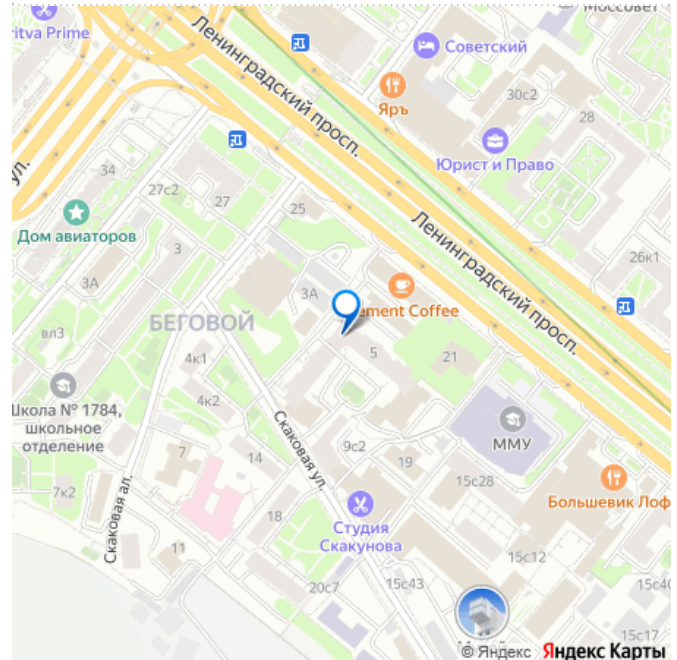 Моссовет
ritva Prime
Советский
Яръ
30с2
28
Ленинградский просп.
Юрист и Право
ул.
34
27с2
27
25
Дом авиаторов
3
Ленинградский просп.
26к1
3А
3А
ement Coffee
БЕГОВОЙ
вл3
5
21
4к1
Школа № 1784,
школьное
отделение
4к2
Скаковая ул.
9с2
ММУ
7
14
19
15с28
7к2
Большевик Лоф
Скаковая ал.
18
Студия
Скакунова
11
15с12
20с7
15с43
15с40
15с17
© Яндекс Яндекс Карты